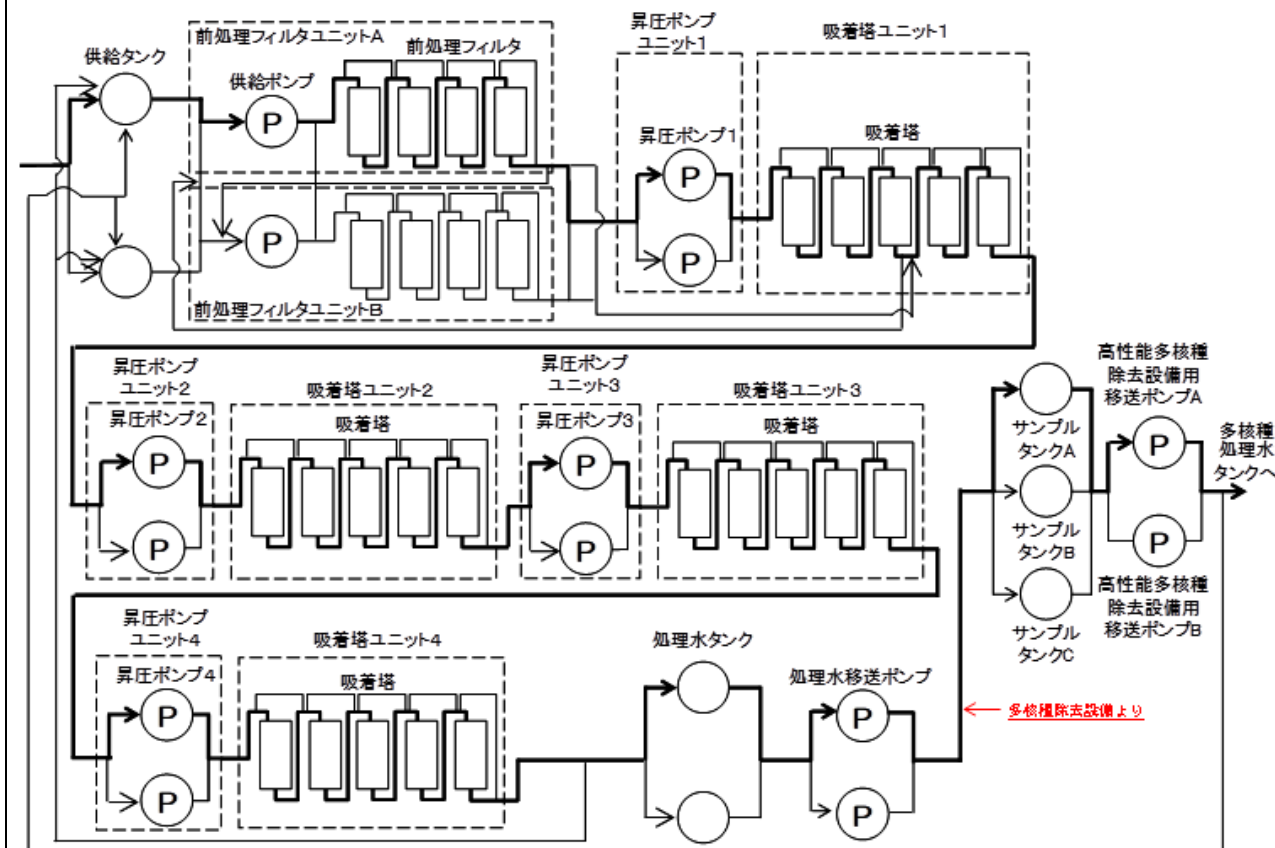 前処理フィルタユニットA
前処理フィルタ
供給タンク
供給ポンプ
P
P
前処理フィルタユニットB
昇圧ポンプ
ユニット1
昇圧ポンプ1
P
P
吸着塔ユニット1
吸着塔
昇圧ポンプ
ユニット2
昇圧ポンプ2
P
P
吸着塔ユニット2
吸着塔
昇圧ポンプ
ユニット3
昇圧ポンプ3
P
P
吸着塔ユニット3
吸着塔
サンプル
タンクA
サンプル
タンクB
サンプル
タンクC
高性能多核種
除去設備用
移送ポンプA
P
P
高性能多核種
除去設備用
移送ポンプB
多核種
処理水
タンクへ
昇圧ポンプ
ユニット4
昇圧ポンプ4
P
P
吸着塔ユニット4
吸着塔
処理水タンク
処理水移送ポンプ
P
P
多核種除去設備より